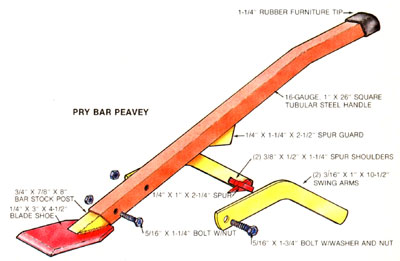 1-1/4" RUBBER FURNITURE TIP
PRY BAR PEAVEY
16-GAUGE 1" X 26" SQUARE
TUBULAR STEEL HANDLE
1/4" X 1-1/4" X 2-1/2" SPUR GUARD
(2) 3/8" X 1/2" X 1-1/4" SPUR SHOULDERS
(2) 3/16" X 1" X 10-1/2"
SWING ARMS
3/4" X 7/8" X 8"
BAR STOCK POST
1/4" X 3" X 4-1/2"
BLADE SHOE
1/4" X 1" X 2-1/4" SPUR
5/16" X 1-1/4" BOLT W/NUT
5/16" X 1-3/4" BOLT W/WASHER AND NUT